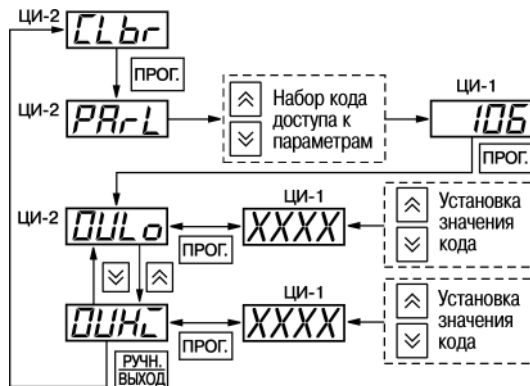 ЦИ-2
CLbr
ПРОГ.
ЦИ-2
PArL
Набор кода
доступа к
параметрам
ЦИ-1
106
ПРОГ.
ЦИ-2
OULo
ПРОГ.
ЦИ-1
XXXX
Установка
значения
кода
OUHi
ПРОГ.
ЦИ-1
XXXX
Установка
значения
кода
РУЧН.
ВЫХОД